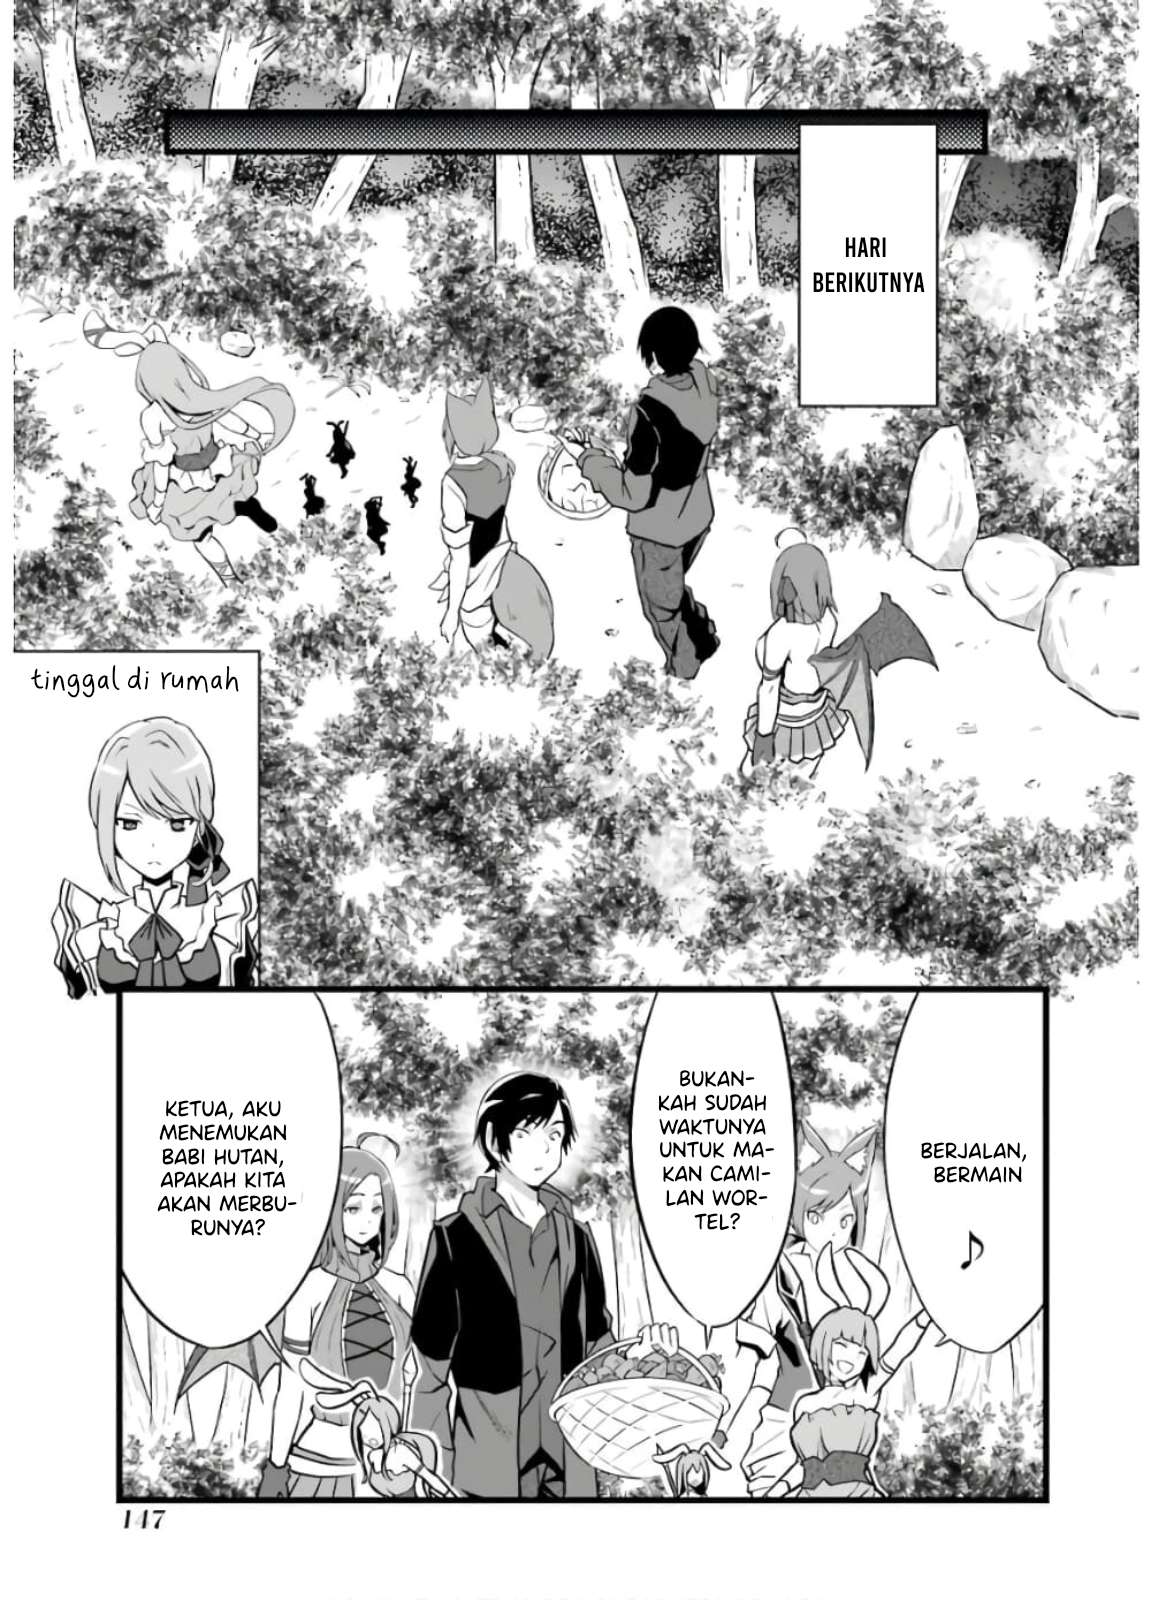 HARI
BERIKUTNYA
tinggal di rumah
BERJALAN,
BERMAIN
BUKAN-
KAH SUDAH
WAKTUNYA
UNTUK MA-
KAN CAMI-
LAN WOR-
TEL?
KETUA, AKU
MENEMUKAN
BABI HUTAN,
APAKAH KITA
AKAN MERBU-
RUNYA?
147